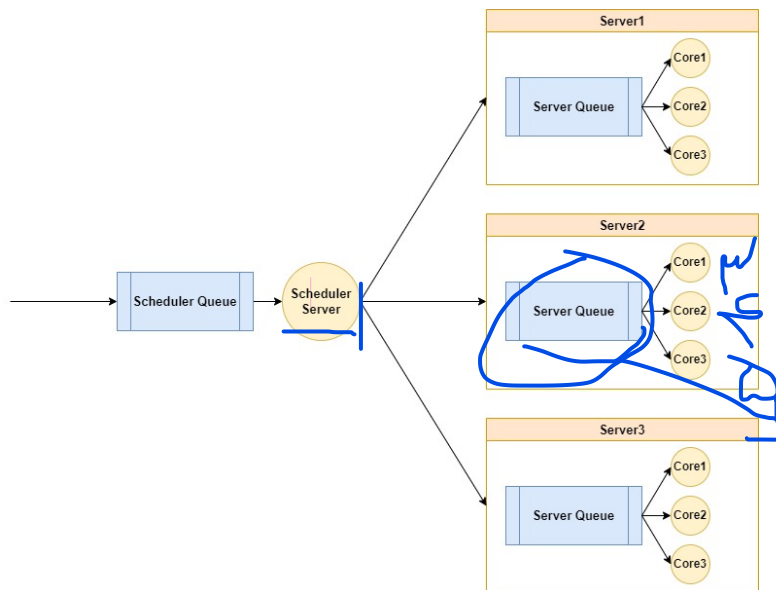 Server1
Core1
Server Queue
Core2
Core3
Server2
Core1
Scheduler Queue
Scheduler
Server
Server Queue
Core2
Core3
Server3
Core1
Server Queue
Core2
Core3